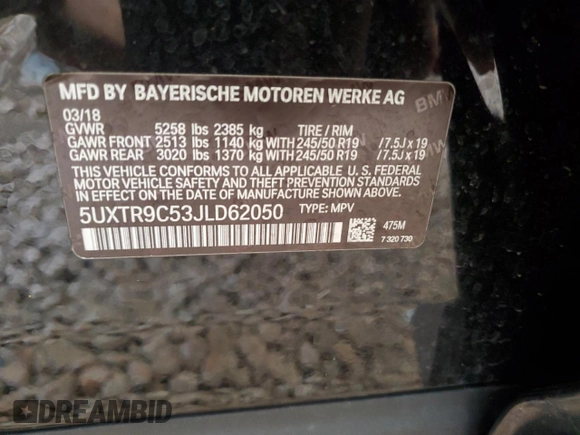 MFD BY BAYERISCHE MOTOREN WERKE AG
03/18
GVWR 5258 lbs 2385 kg TIRE / RIM
GAWR FRONT 2513 lbs 1140 kg WITH 245/50 R19 /7.5J x 19
GAWR REAR 3020 lbs 1370 kg WITH 245/50 R19 /7.5J x 19
THIS VEHICLE CONFORMS TO ALL APPLICABLE U. S. FEDERAL
MOTOR VEHICLE SAFETY AND THEFT PREVENTION STANDARDS
IN EFFECT ON THE DATE OF MANUFACTURE SHOWN ABOVE.
5UXTR9C53JLD62050 TYPE: MPV
475M
7 320 730
BMW
DREAMBID